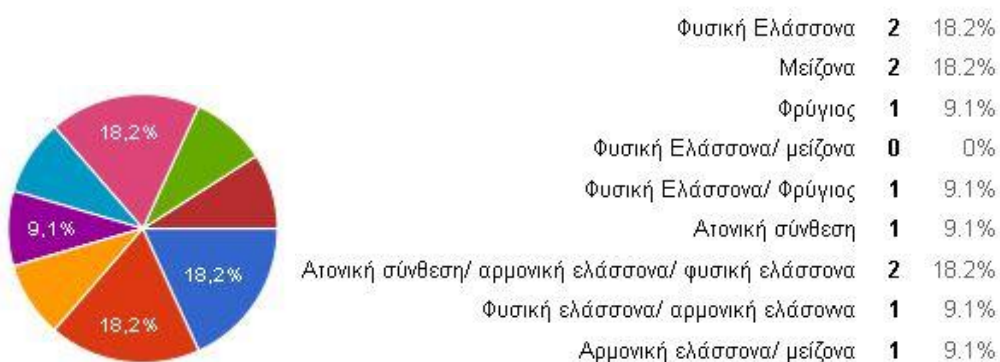 Φυσική Ελάσσονα 2 18.2%
Μείζονα 2 18.2%
Φρύγιος 1 9.1%
Φυσική Ελάσσονα/ μείζονα 0 0%
Φυσική Ελάσσονα/ Φρύγιος 1 9.1%
Ατονική σύνθεση 1 9.1%
Ατονική σύνθεση/ αρμονική ελάσσονα/ φυσική ελάσσονα 2 18.2%
Φυσική ελάσσονα/ αρμονική ελάσοννα 1 9.1%
Αρμονική ελάσσονα/ μείζονα 1 9.1%
18,2%
9,1%
18,2%
18,2%